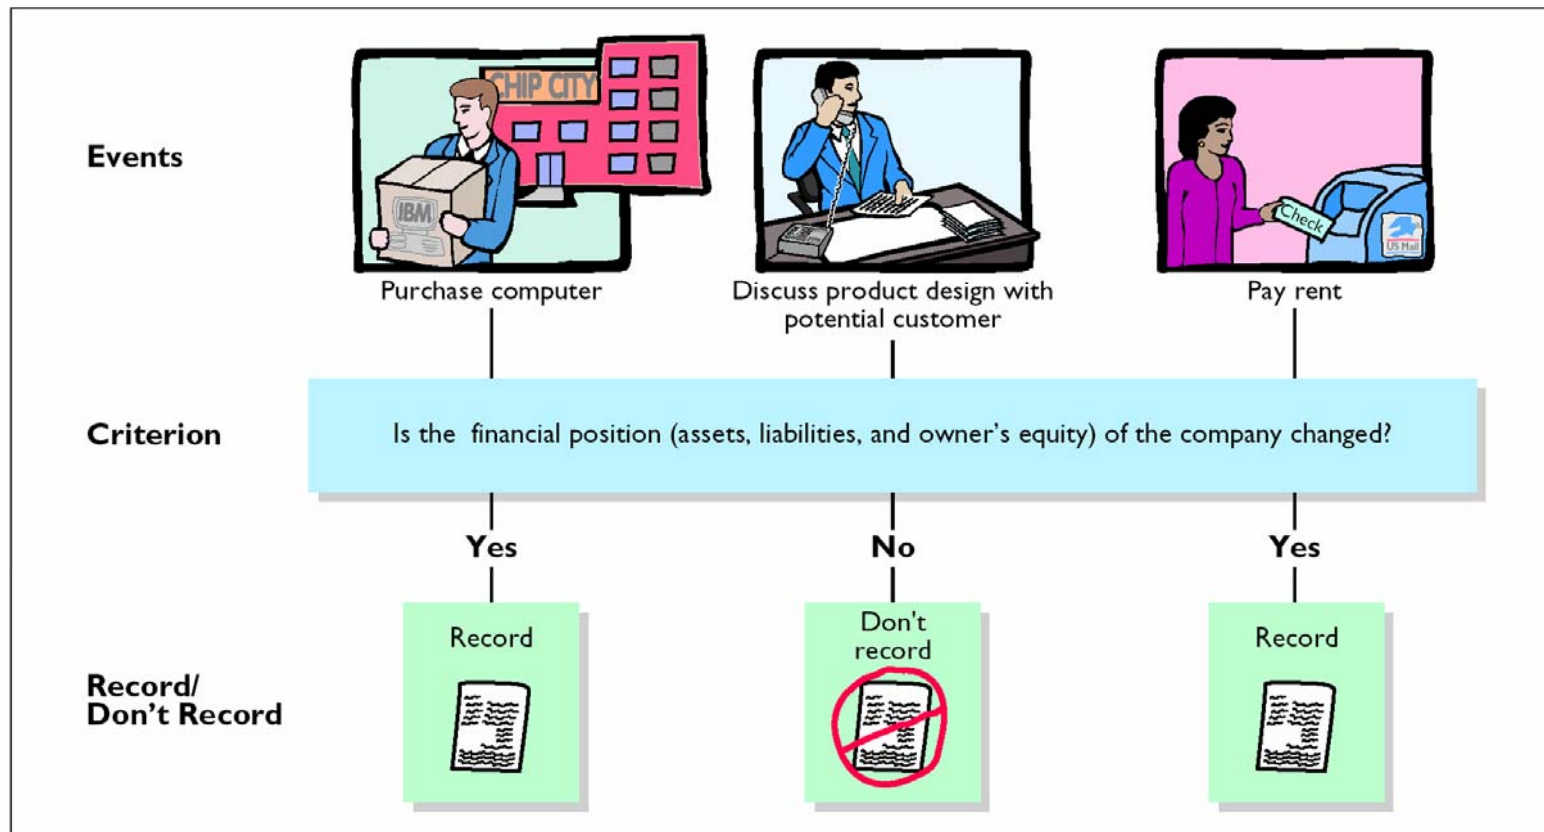 CHIP CITY
IBM
Check
US Mail
Events
Purchase computer
Discuss product design with
potential customer
Pay rent
Criterion
Is the financial position (assets, liabilities, and owner's equity) of the company changed?
Yes
No
Yes
Record/
Don't Record
Record
Don't
record
Record